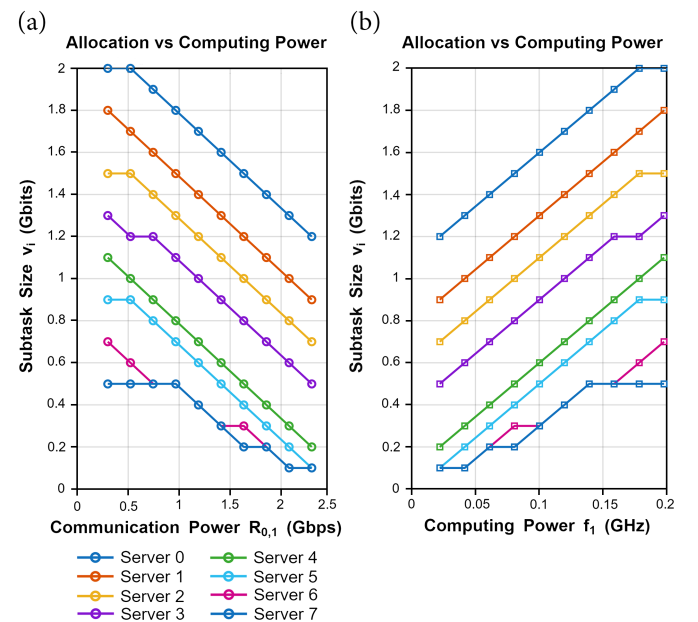 (a)
(b)
Allocation vs Computing Power
Allocation vs Computing Power
Subtask Size vᵢ (Gbits)
2
1.8
1.6
1.4
1.2
1
0.8
0.6
0.4
0.2
0
0 0.5 1 1.5 2 2.5
Communication Power R₀,₁ (Gbps)
Subtask Size vᵢ (Gbits)
2
1.8
1.6
1.4
1.2
1
0.8
0.6
0.4
0.2
0
0 0.05 0.1 0.15 0.2
Computing Power f₁ (GHz)
Server 0
Server 1
Server 2
Server 3
Server 4
Server 5
Server 6
Server 7